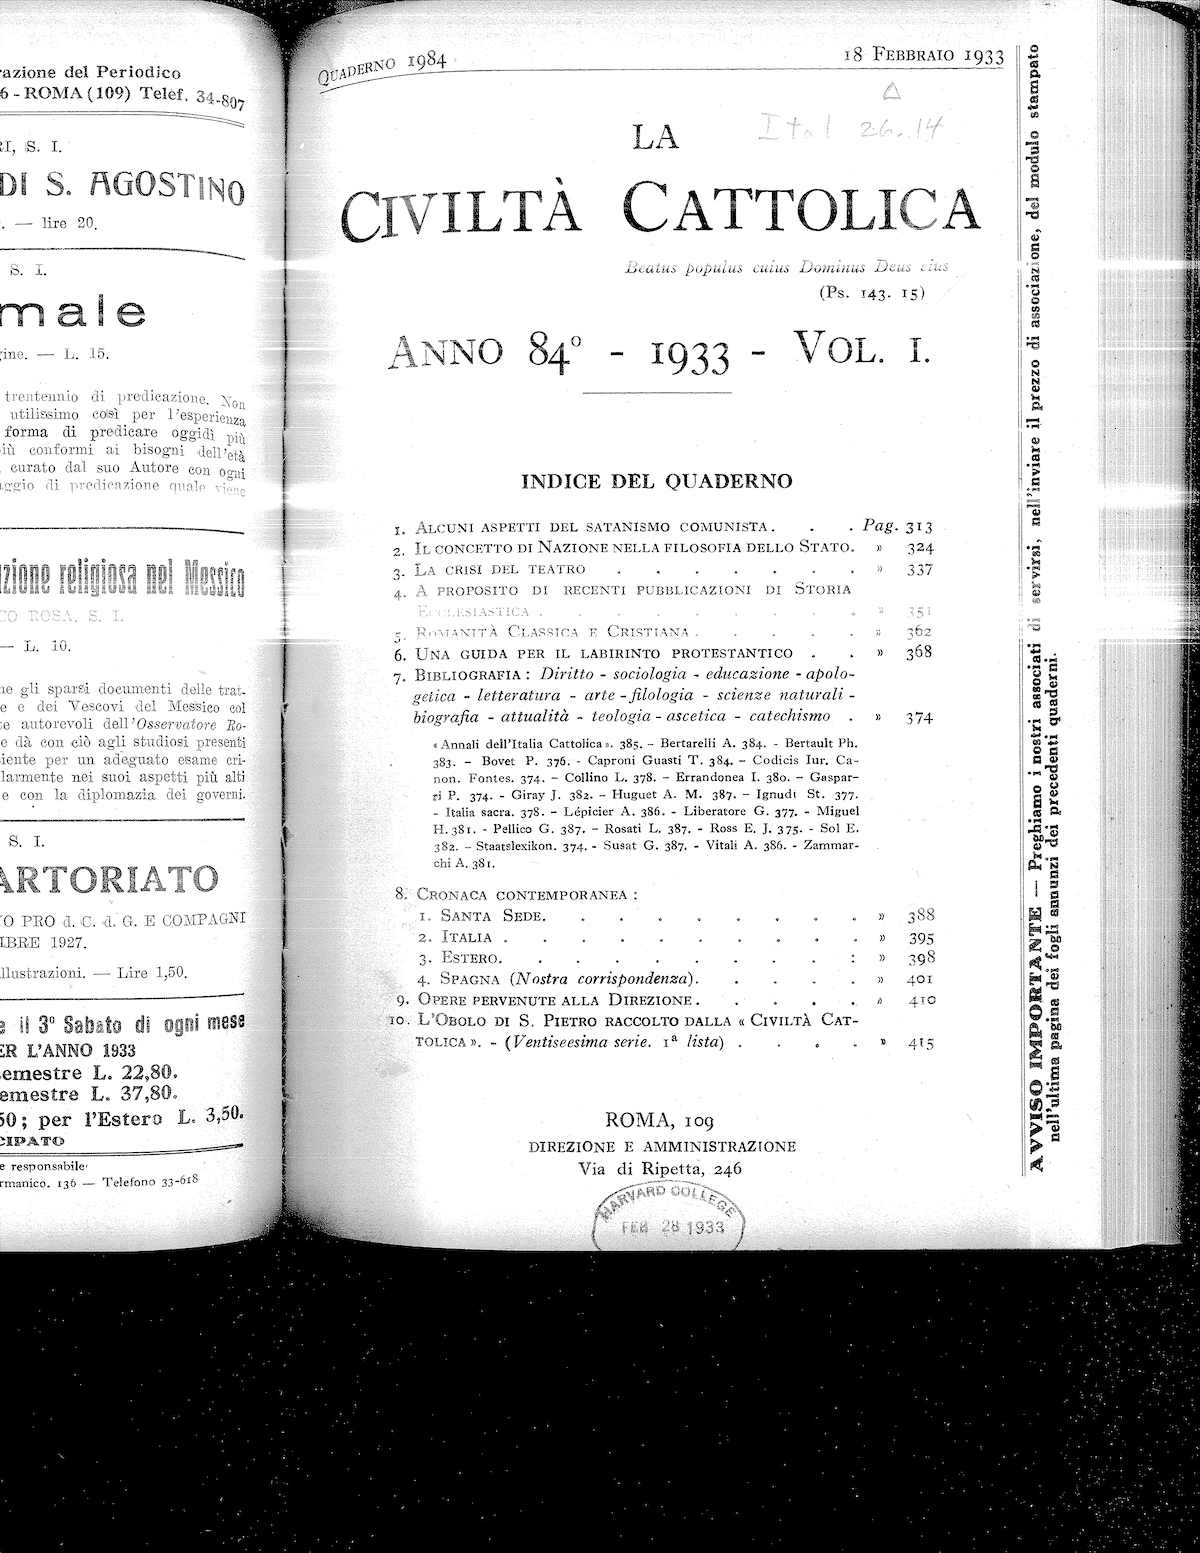 razione del Periodico
6 - ROMA (109) Telef. 34-807
RI, S. I.
DI S. AGOSTINO
. — lire 20.
S. I.
male
gine. — L. 15.
trentennio di predicazione. Non
utilissimo così per l'esperienza
forma di predicare oggidì più
più conformi ai bisogni dell'età
, curato dal suo Autore con ogni
aggio di predicazione quale viene
zione religiosa nel Messico
CO ROSA. S. I.
— L. 10.
ne gli sparsi documenti delle trat-
e e dei Vescovi del Messico col
te autorevoli dell'Osservatore Ro-
e dà con ciò agli studiosi presenti
iente per un adeguato esame cri-
larmente nei suoi aspetti più alti
e con la diplomazia dei governi.
S. I.
ARTORIATO
O PRO d. C. d. G. E COMPAGNI
IBRE 1927.
llustrazioni. — Lire 1,50.
e il 3º Sabato di ogni mese
ER L'ANNO 1933
semestre L. 22,80.
emestre L. 37,80.
50; per l'Estero L. 3,50.
CIPATO
e responsabile
rmanico. 136 — Telefono 33-618
QUADERNO 1984
18 FEBBRAIO 1933
Ital 26.14
LA
CIVILTÀ CATTOLICA
Beatus populus cuius Dominus Deus eius
(Ps. 143. 15)
ANNO 84º - 1933 - VOL. I.
INDICE DEL QUADERNO
1. ALCUNI ASPETTI DEL SATANISMO COMUNISTA. . . Pag. 313
2. IL CONCETTO DI NAZIONE NELLA FILOSOFIA DELLO STATO. » 324
3. LA CRISI DEL TEATRO . . . . . . . » 337
4. A PROPOSITO DI RECENTI PUBBLICAZIONI DI STORIA
ECCLESIASTICA . . . . . . . . . » 351
5. ROMANITÀ CLASSICA E CRISTIANA . . . . . » 362
6. UNA GUIDA PER IL LABIRINTO PROTESTANTICO . . » 368
7. BIBLIOGRAFIA : Diritto - sociologia - educazione - apolo-
getica - letteratura - arte - filologia - scienze naturali -
biografia - attualità - teologia - ascetica - catechismo . » 374
« Annali dell'Italia Cattolica ». 385. – Bertarelli A. 384. - Bertault Ph.
383. – Bovet P. 376. - Caproni Guasti T. 384. – Codicis Iur. Ca-
non. Fontes. 374. – Collino L. 378. – Errandonea I. 380. – Gaspar-
ri P. 374. - Giray J. 382. – Huguet A. M. 387. – Ignudi St. 377.
- Italia sacra. 378. – Lépicier A. 386. - Liberatore G. 377. - Miguel
H. 381. - Pellico G. 387. – Rosati L. 387. - Ross E. J. 375. - Sol E.
382. – Staatslexikon. 374. - Susat G. 387. - Vitali A. 386. - Zammar-
chi A. 381.
8. CRONACA CONTEMPORANEA :
1. SANTA SEDE. . . . . . . . . » 388
2. ITALIA . . . . . . . . . . » 395
3. ESTERO. . . . . . . . . : » 398
4. SPAGNA (Nostra corrispondenza). . . . . » 401
9. OPERE PERVENUTE ALLA DIREZIONE. . . . . » 410
10. L'OBOLO DI S. PIETRO RACCOLTO DALLA « CIVILTÀ CAT-
TOLICA ». - (Ventiseesima serie. 1ª lista) . . . . » 415
ROMA, 109
DIREZIONE E AMMINISTRAZIONE
Via di Ripetta, 246
HARVARD COLLEGE
FEB 28 1933
AVVISO IMPORTANTE — Preghiamo i nostri associati di servirsi, nell'inviare il prezzo di associazione, del modulo stampato
nell'ultima pagina dei fogli annunzi dei precedenti quaderni.